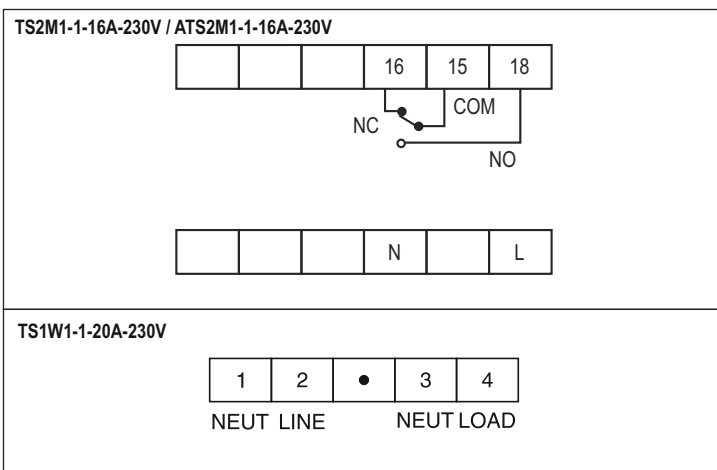 TS2M1-1-16A-230V / ATS2M1-1-16A-230V
16 15 18
NC COM
NO
N L
TS1W1-1-20A-230V
1 2 • 3 4
NEUT LINE NEUT LOAD